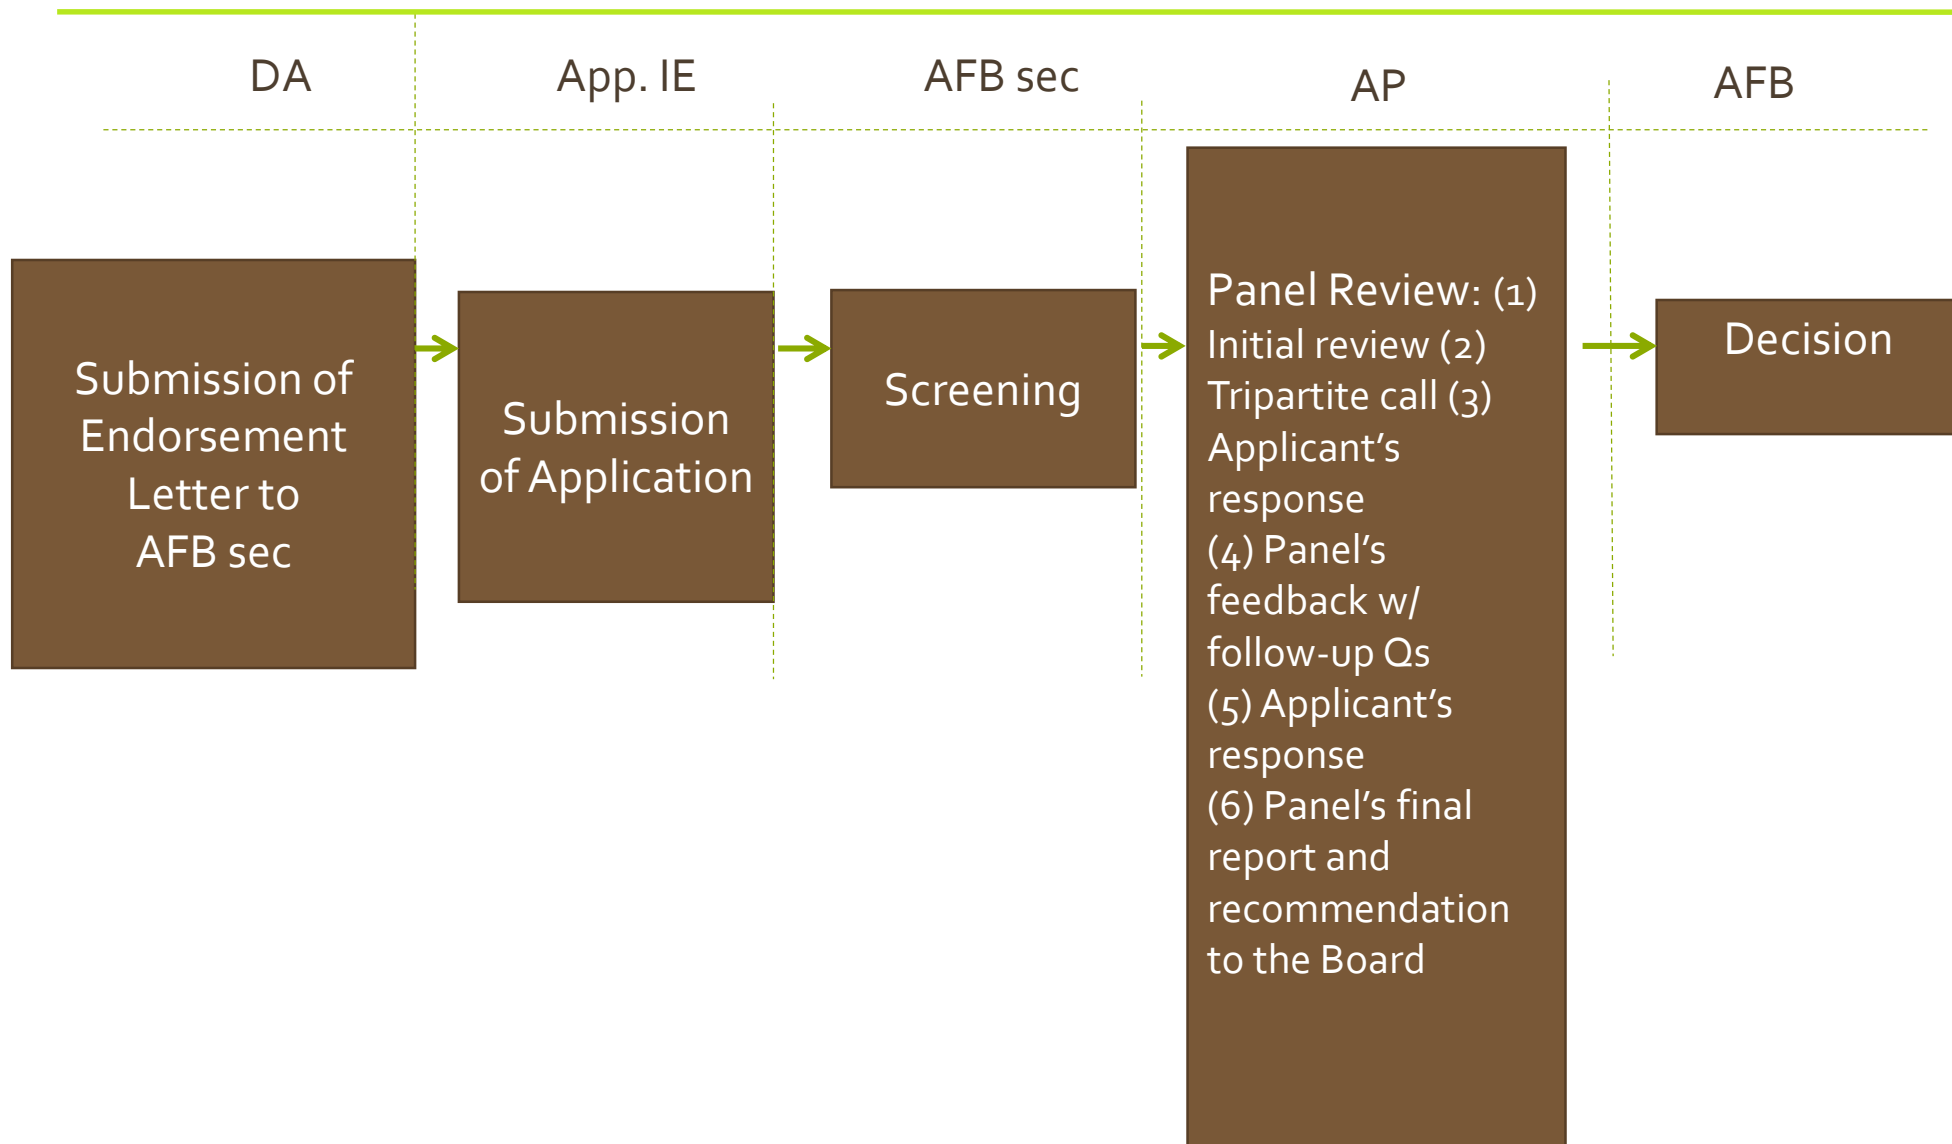 DA
App. IE
AFB sec
AP
AFB
Submission of
Endorsement
Letter to
AFB sec
Submission
of Application
Screening
Panel Review: (1)
Initial review (2)
Tripartite call (3)
Applicant’s
response
(4) Panel’s
feedback w/
follow-up Qs
(5) Applicant’s
response
(6) Panel’s final
report and
recommendation
to the Board
Decision